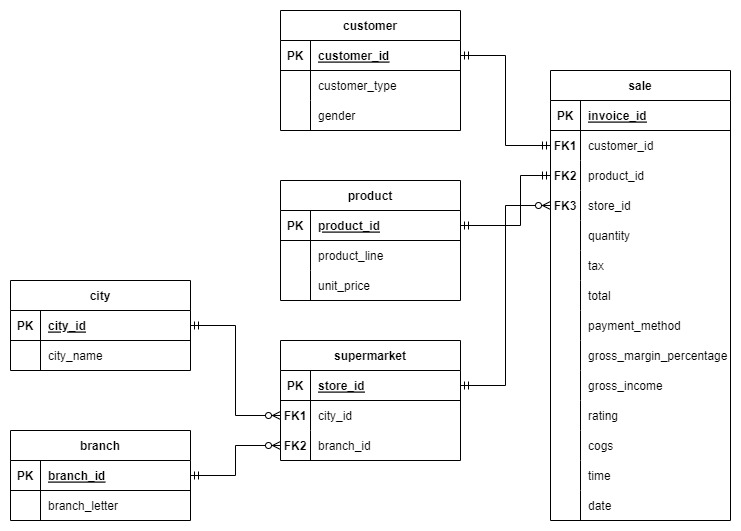 customer
PK customer_id
customer_type
gender
sale
PK invoice_id
FK1 customer_id
FK2 product_id
FK3 store_id
quantity
tax
total
payment_method
gross_margin_percentage
gross_income
rating
cogs
time
date
product
PK product_id
product_line
unit_price
city
PK city_id
city_name
supermarket
PK store_id
FK1 city_id
FK2 branch_id
branch
PK branch_id
branch_letter